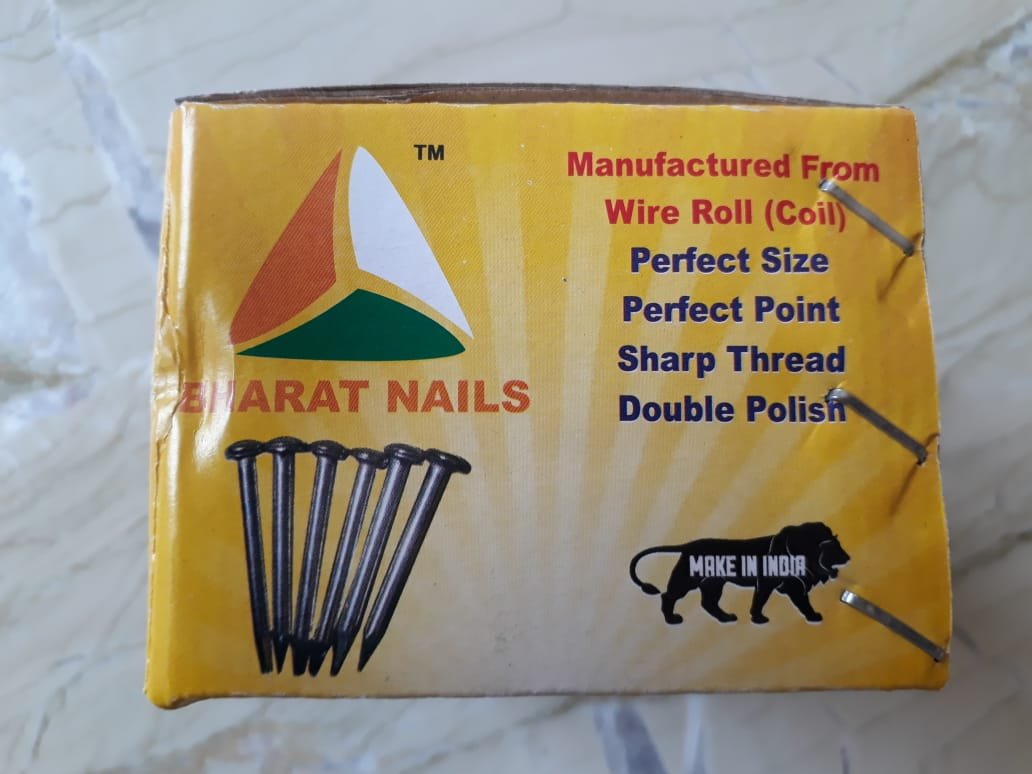 TM
BHARAT NAILS
Manufactured From
Wire Roll (Coil)
Perfect Size
Perfect Point
Sharp Thread
Double Polish
MAKE IN INDIA